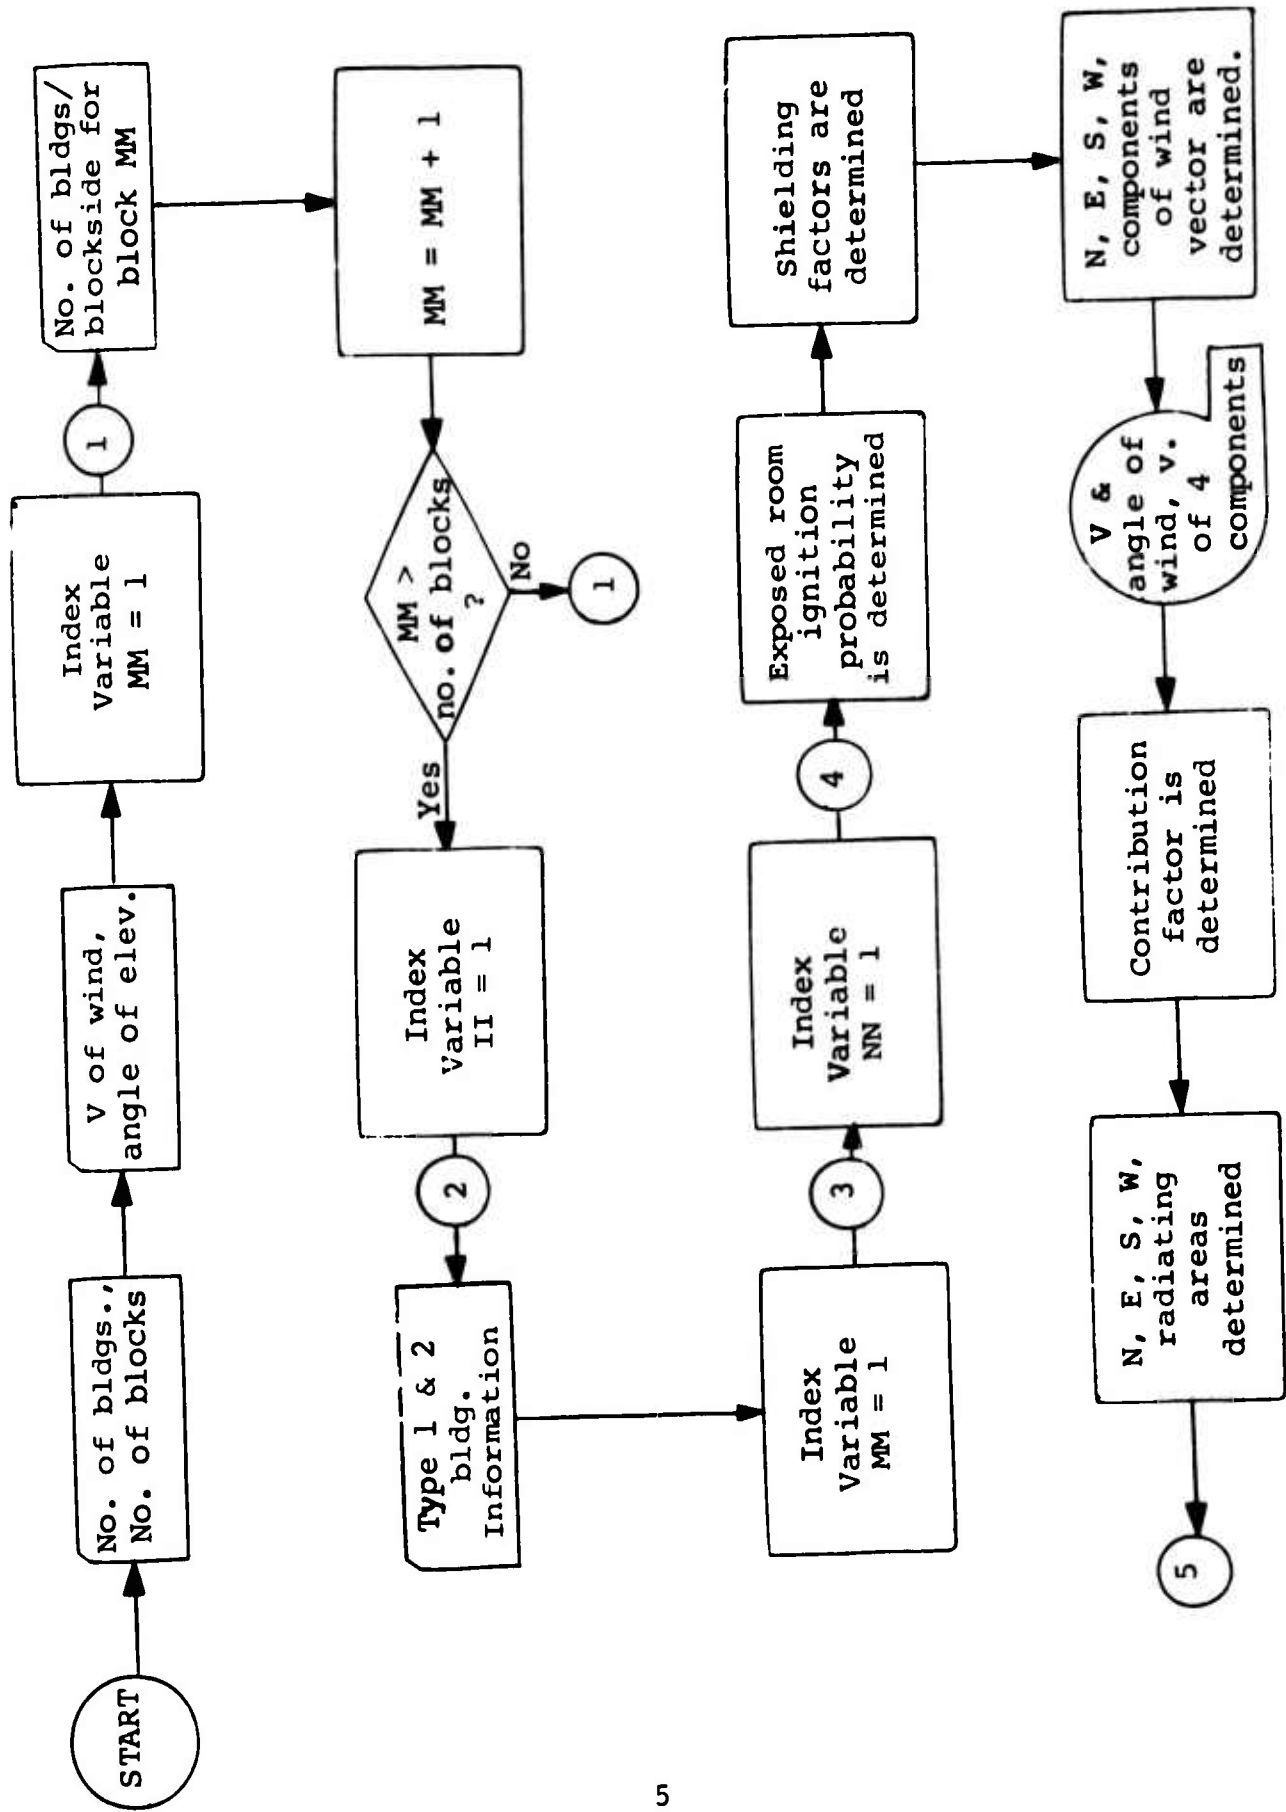 START
No. of bldgs.,
No. of blocks
V of wind,
angle of elev.
Index
Variable
MM = 1
1
No. of bldgs/
blockside for
block MM
MM = MM + 1
MM >
no. of blocks
?
No
1
Yes
Index
Variable
II = 1
2
Type 1 & 2
bldg.
Information
Index
Variable
MM = 1
3
Index
Variable
NN = 1
4
Exposed room
ignition
probability
is determined
Shielding
factors are
determined
N, E, S, W,
components
of wind
vector are
determined.
V &
angle of
wind, v.
of 4
components
Contribution
factor is
determined
N, E, S, W,
radiating
areas
determined
5
5